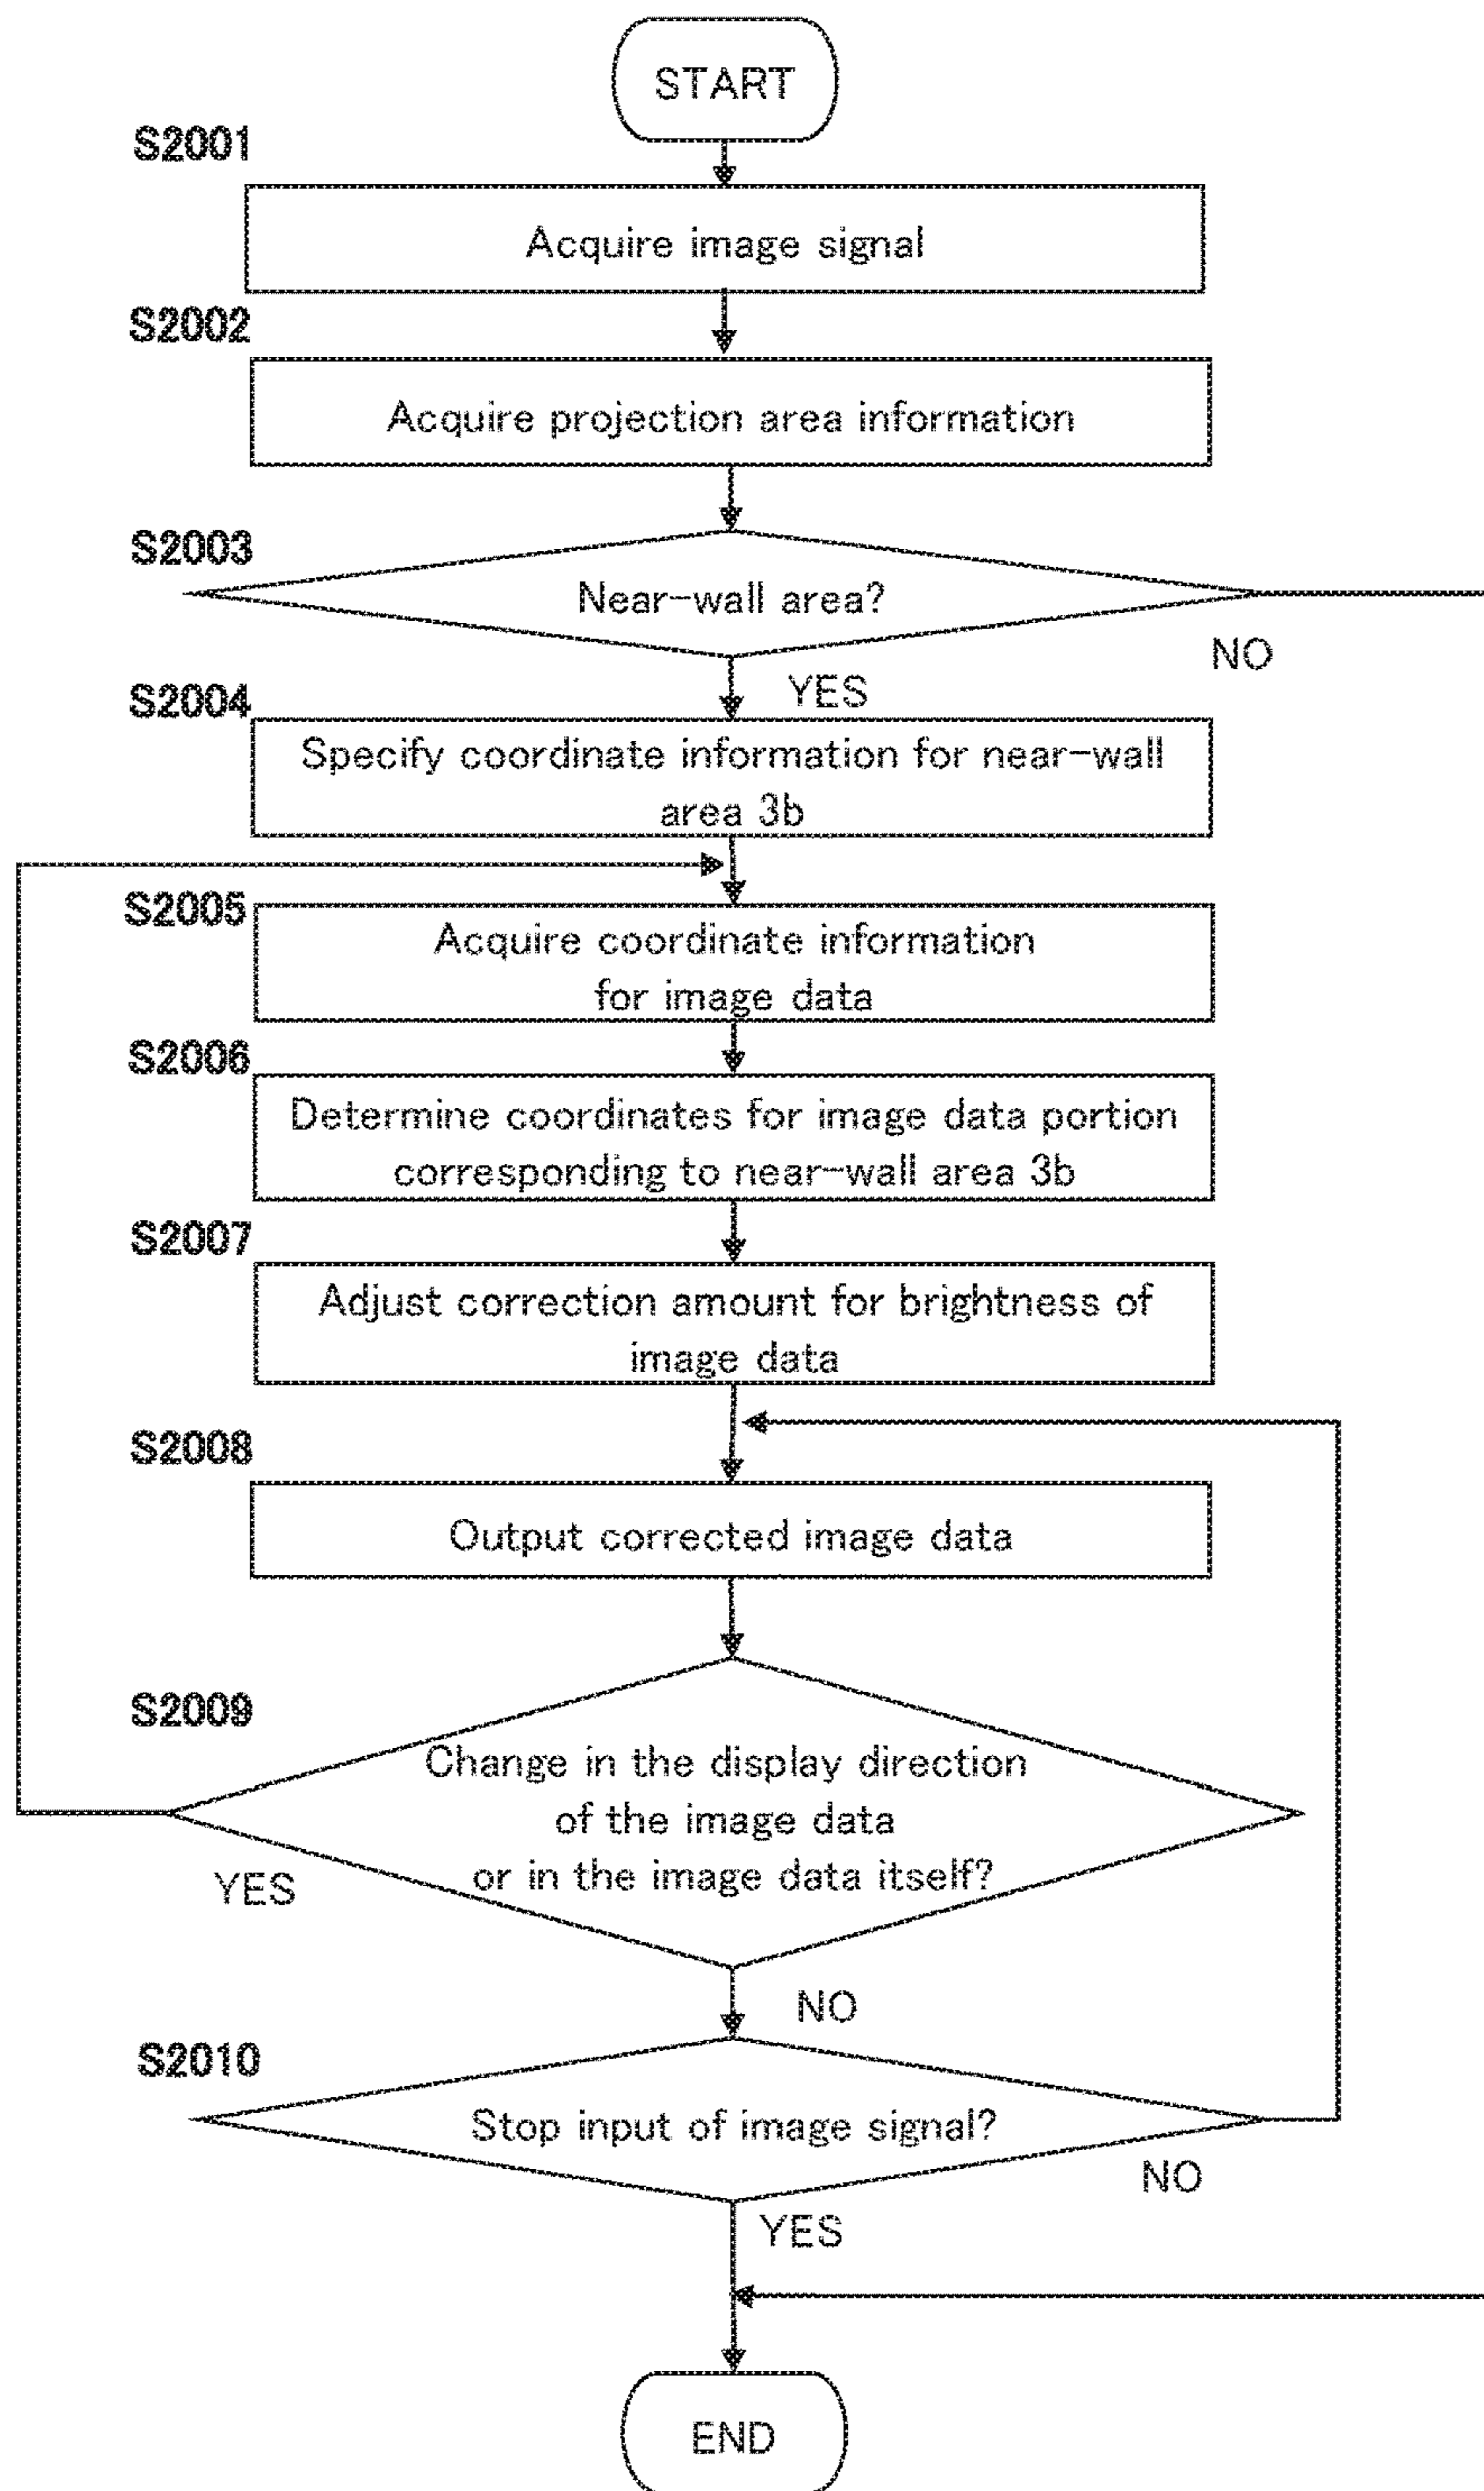 START
S2001
Acquire image signal
S2002
Acquire projection area information
S2003
Near-wall area?
NO
YES
S2004
Specify coordinate information for near-wall
area 3b
S2005
Acquire coordinate information
for image data
S2006
Determine coordinates for image data portion
corresponding to near-wall area 3b
S2007
Adjust correction amount for brightness of
image data
S2008
Output corrected image data
S2009
Change in the display direction
of the image data
or in the image data itself?
YES
NO
S2010
Stop input of image signal?
NO
YES
END